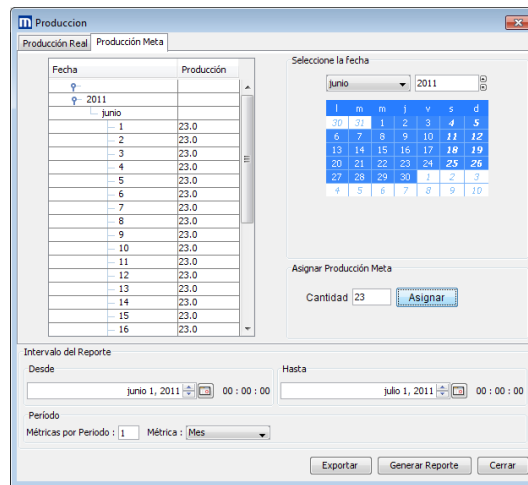 Produccion
Producción Real Producción Meta
Fecha Producción
2011
junio
1 23.0
2 23.0
3 23.0
4 23.0
5 23.0
6 23.0
7 23.0
8 23.0
9 23.0
10 23.0
11 23.0
12 23.0
13 23.0
14 23.0
15 23.0
16 23.0
Seleccione la fecha
junio 2011
l m m j v s d
30 31 1 2 3 4 5
6 7 8 9 10 11 12
13 14 15 16 17 18 19
20 21 22 23 24 25 26
27 28 29 30 1 2 3
4 5 6 7 8 9 10
Asignar Producción Meta
Cantidad 23 Asignar
Intervalo del Reporte
Desde
junio 1, 2011 00 : 00 : 00
Hasta
julio 1, 2011 00 : 00 : 00
Período
Métricas por Periodo : 1 Métrica : Mes
Exportar Generar Reporte Cerrar